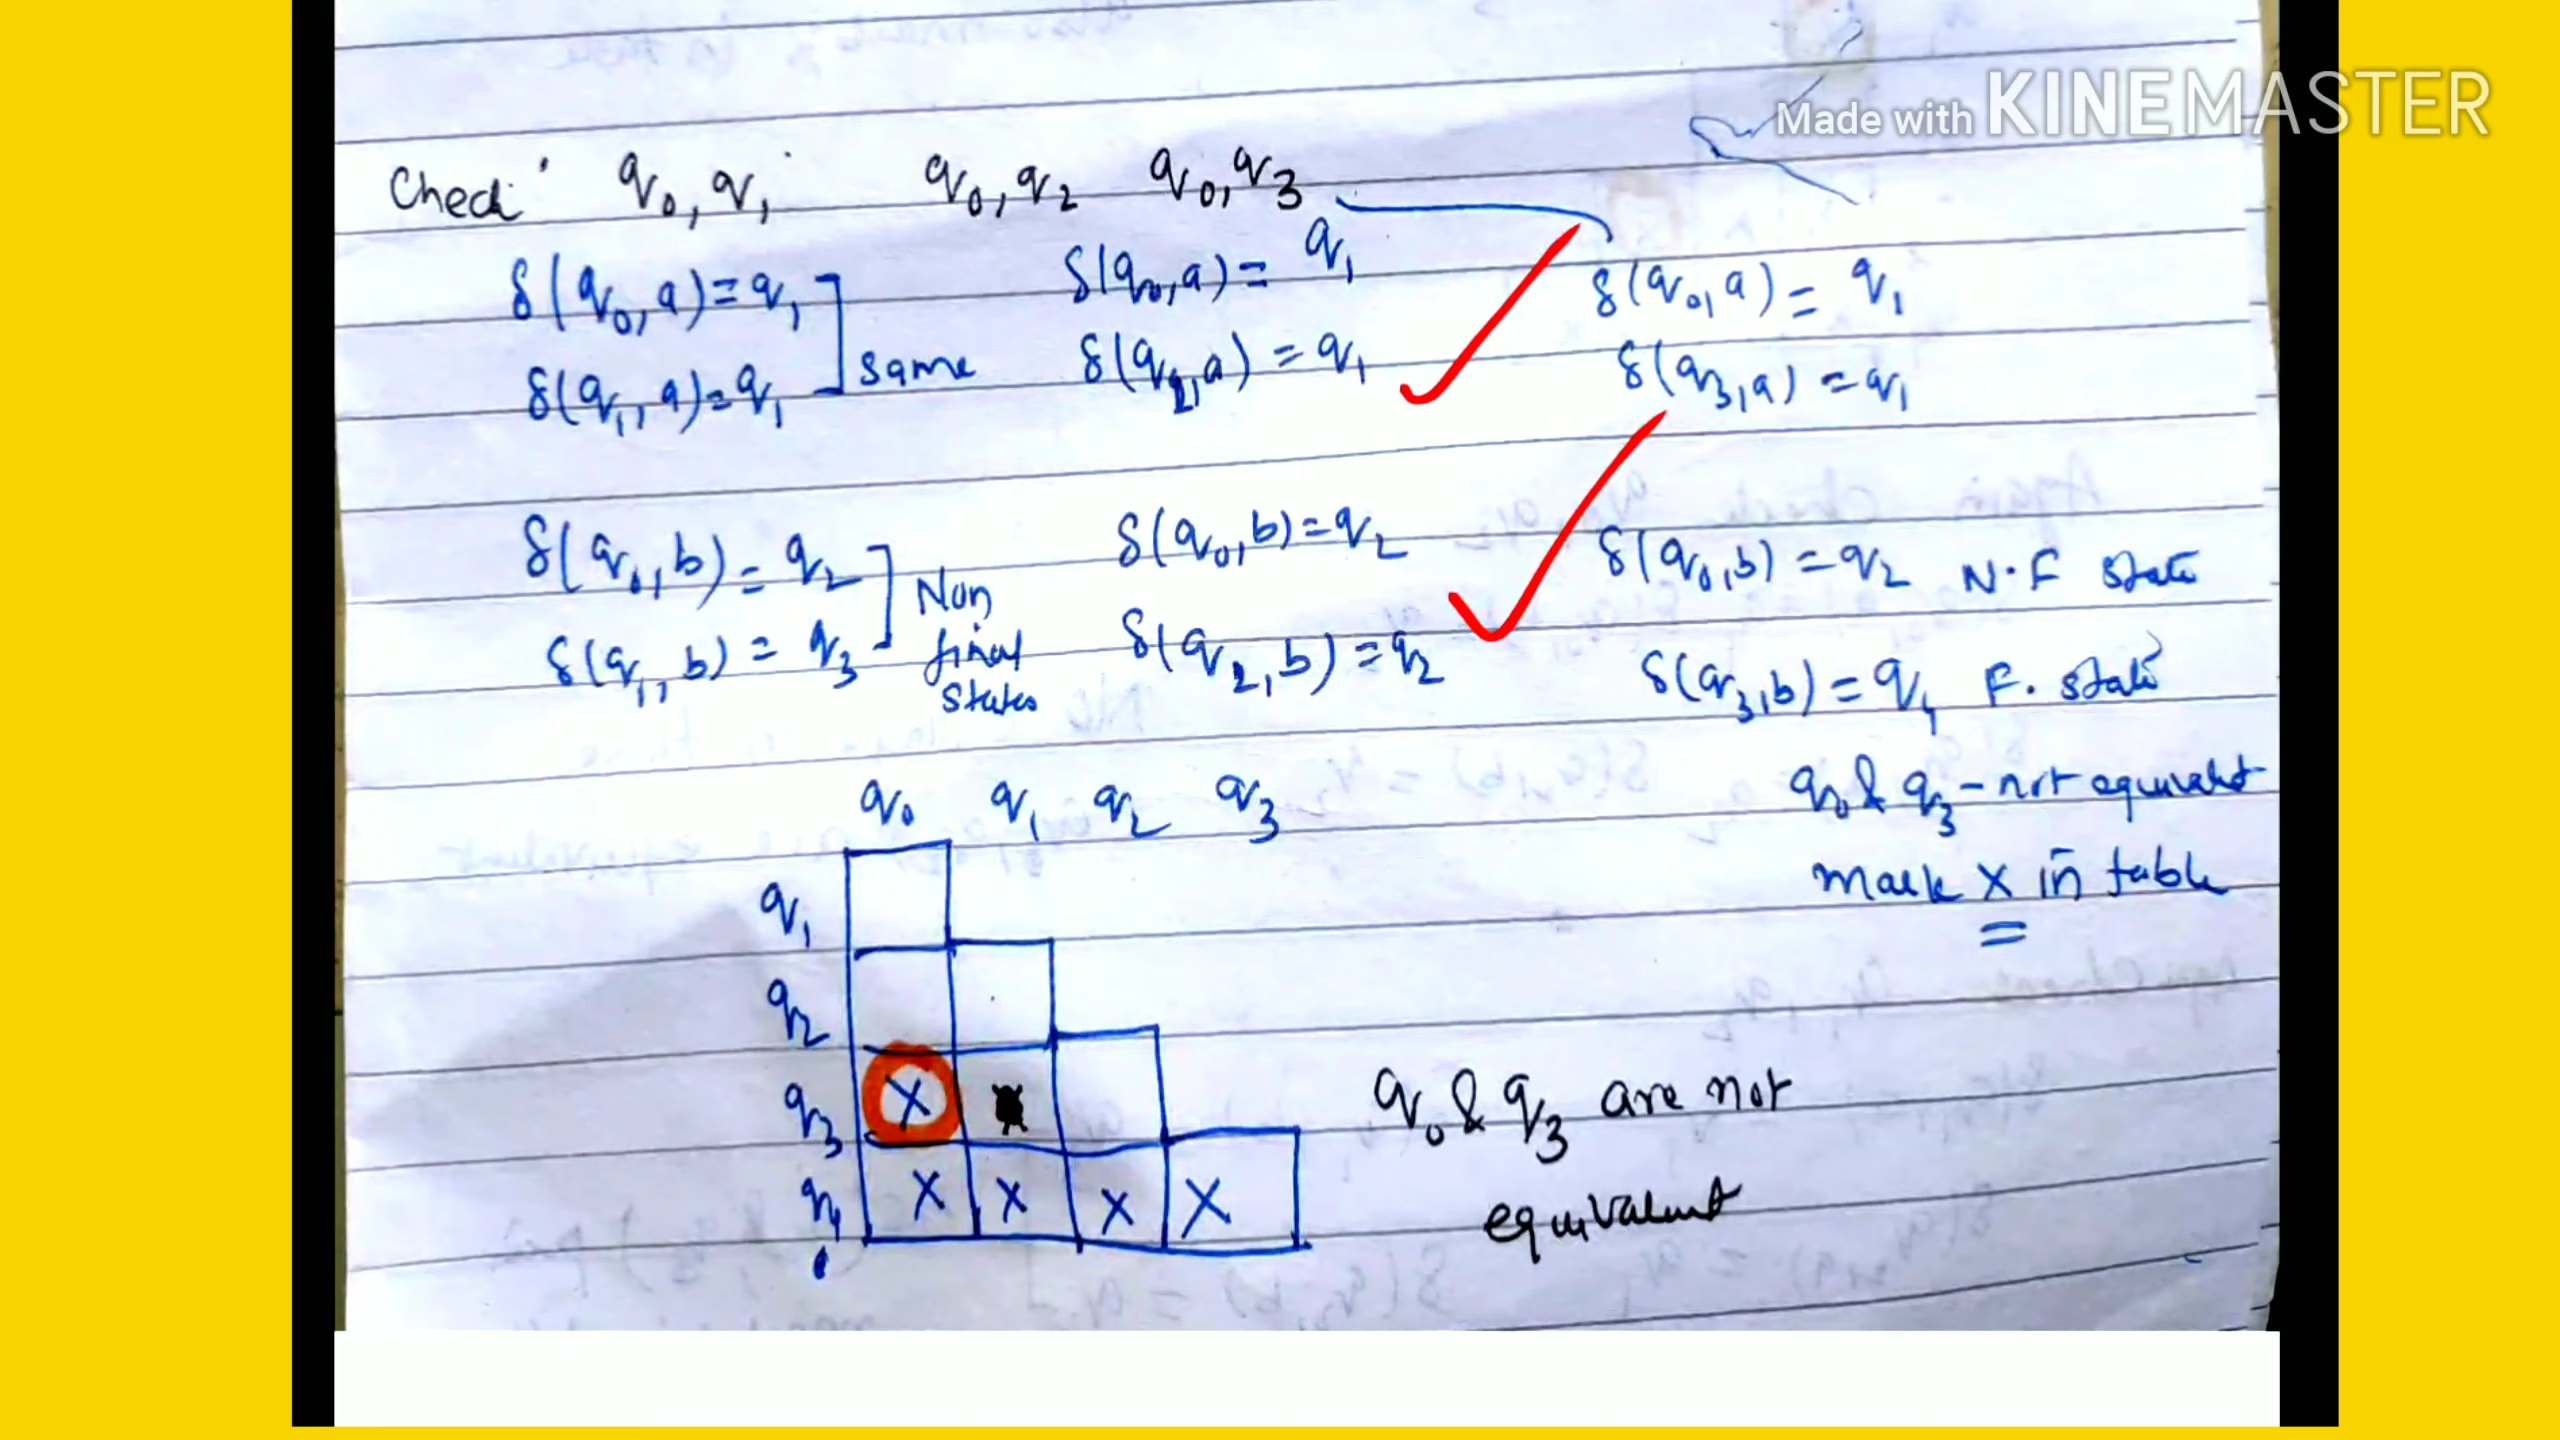 Made with KINEMASTER
Check q0, q1 q0, q2 q0, q3
δ(q0, a) = q1
δ(q1, a) = q1
same
δ(q0, a) = q1
δ(q2, a) = q1
δ(q0, a) = q1
δ(q3, a) = q1
δ(q0, b) = q2
δ(q1, b) = q3
Non
final
states
δ(q0, b) = q2
δ(q2, b) = q2
δ(q0, b) = q2 N.F state
δ(q3, b) = q4 F. state
q0 & q3 - not equivalent
mark X in table
q0 q1 q2 q3
q1
q2
q3 X
q4 X X X X
q0 & q3 are not
equivalent